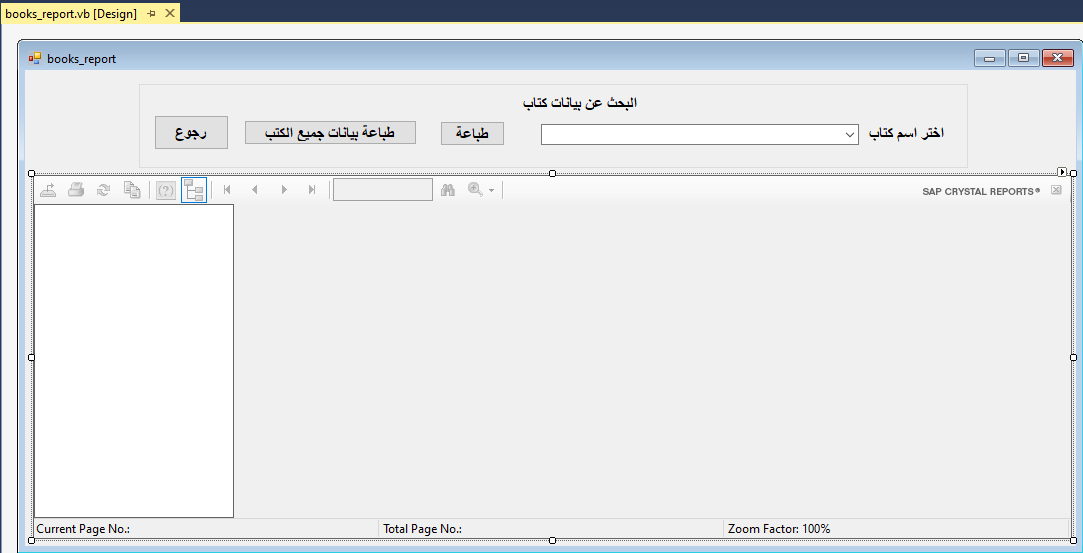 books_report.vb [Design]
books_report
البحث عن بيانات كتاب
اختر اسم كتاب
طباعة
طباعة بيانات جميع الكتب
رجوع
SAP CRYSTAL REPORTS®
Current Page No.:
Total Page No.:
Zoom Factor: 100%